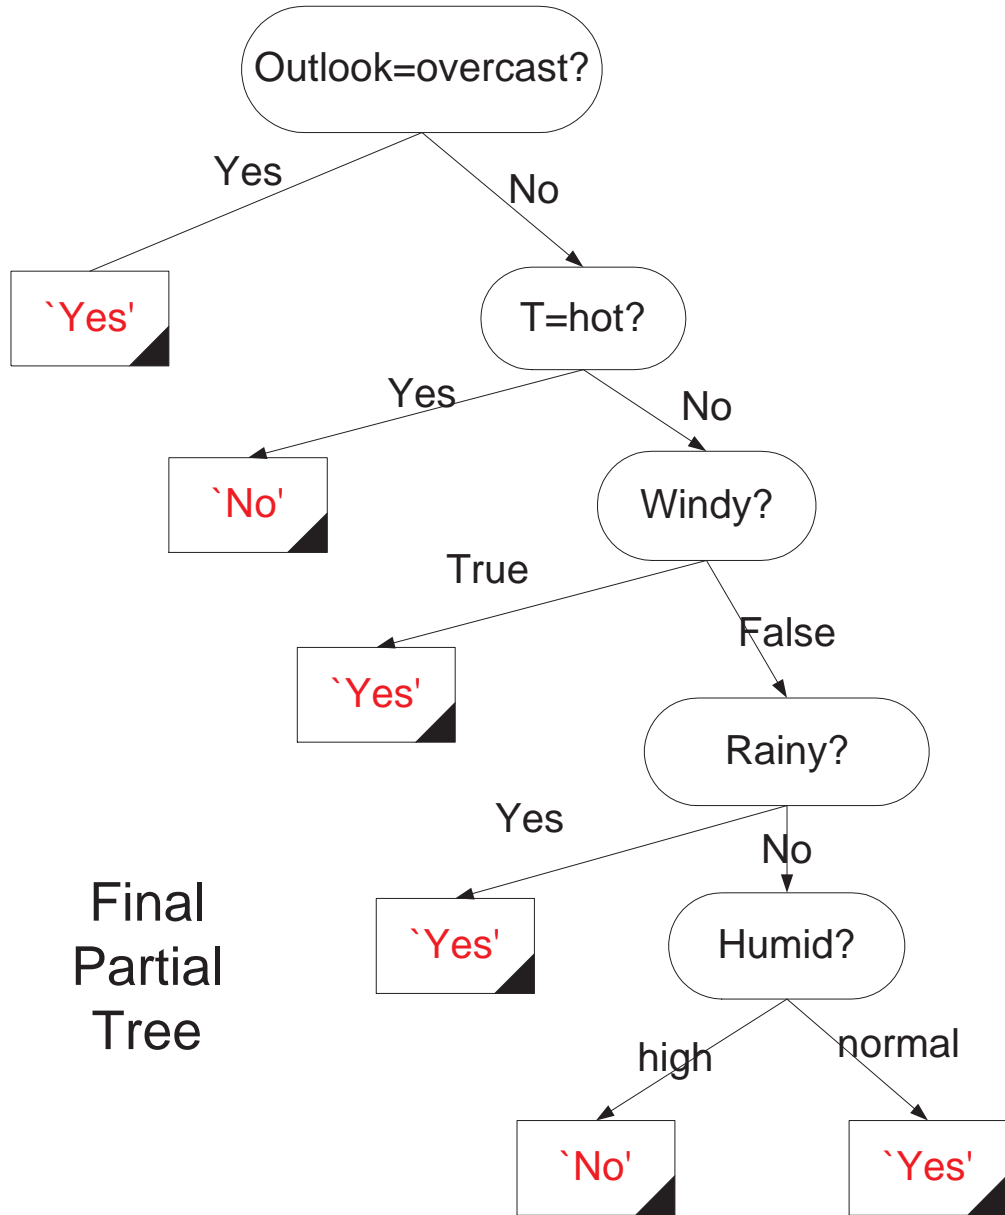 Outlook=overcast?
Yes
No
`Yes'
T=hot?
Yes
No
`No'
Windy?
True
False
`Yes'
Rainy?
Yes
No
Final
Partial
Tree
`Yes'
Humid?
high
normal
`No'
`Yes'